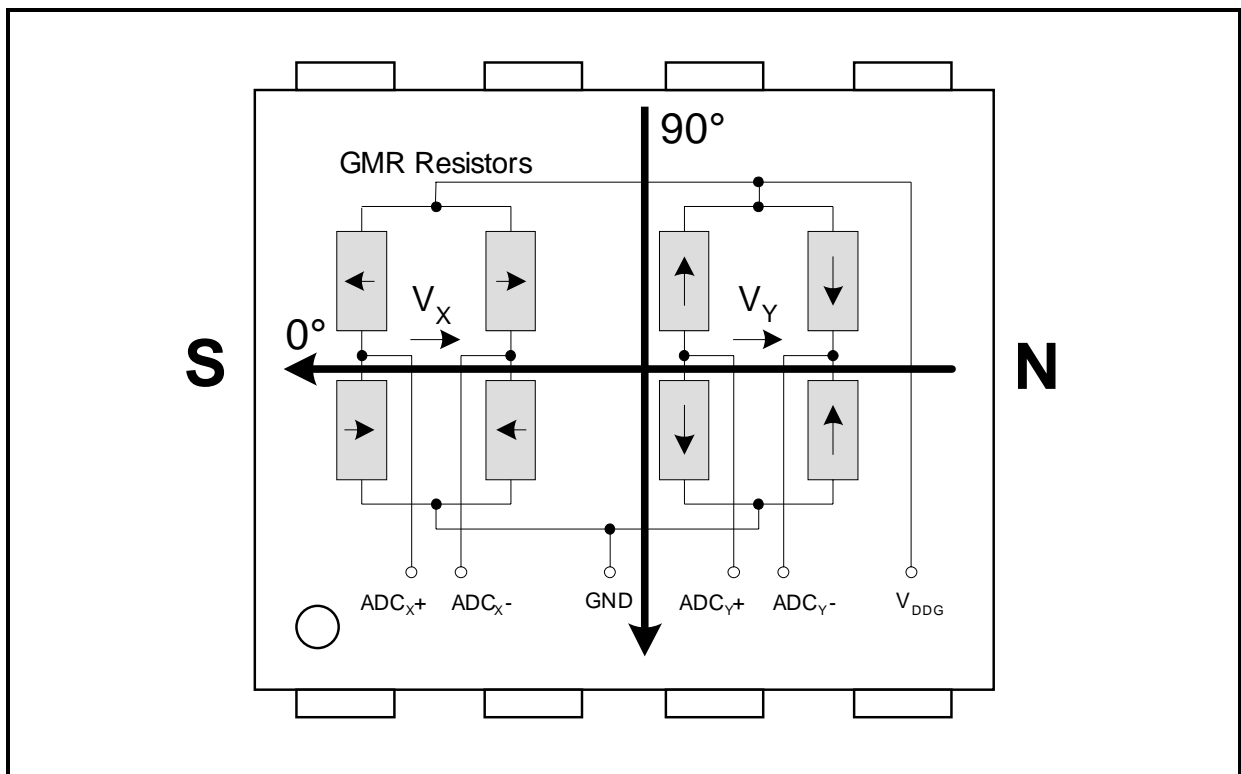 90°
GMR Resistors
V_X
V_Y
0°
S
N
ADC_X+ ADC_X- GND ADC_Y+ ADC_Y- V_DDG